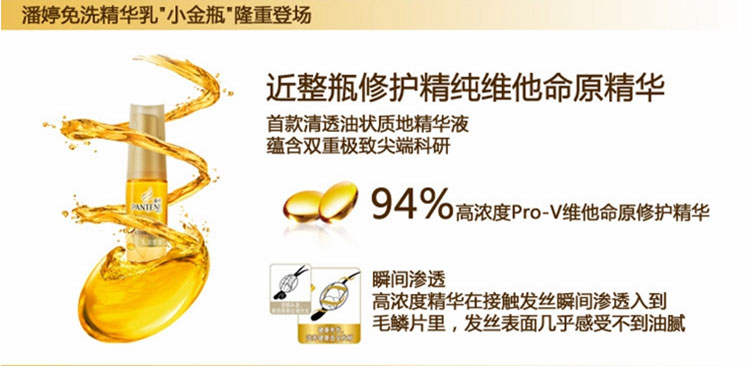 潘婷免洗精华乳"小金瓶"隆重登场
近整瓶修护精纯维他命原精华
首款清透油状质地精华液
蕴含双重极致尖端科研
PANTENE
94%高浓度Pro-V维他命原修护精华
瞬间渗透
高浓度精华在接触发丝瞬间渗透入到
毛鳞片里，发丝表面几乎感受不到油腻